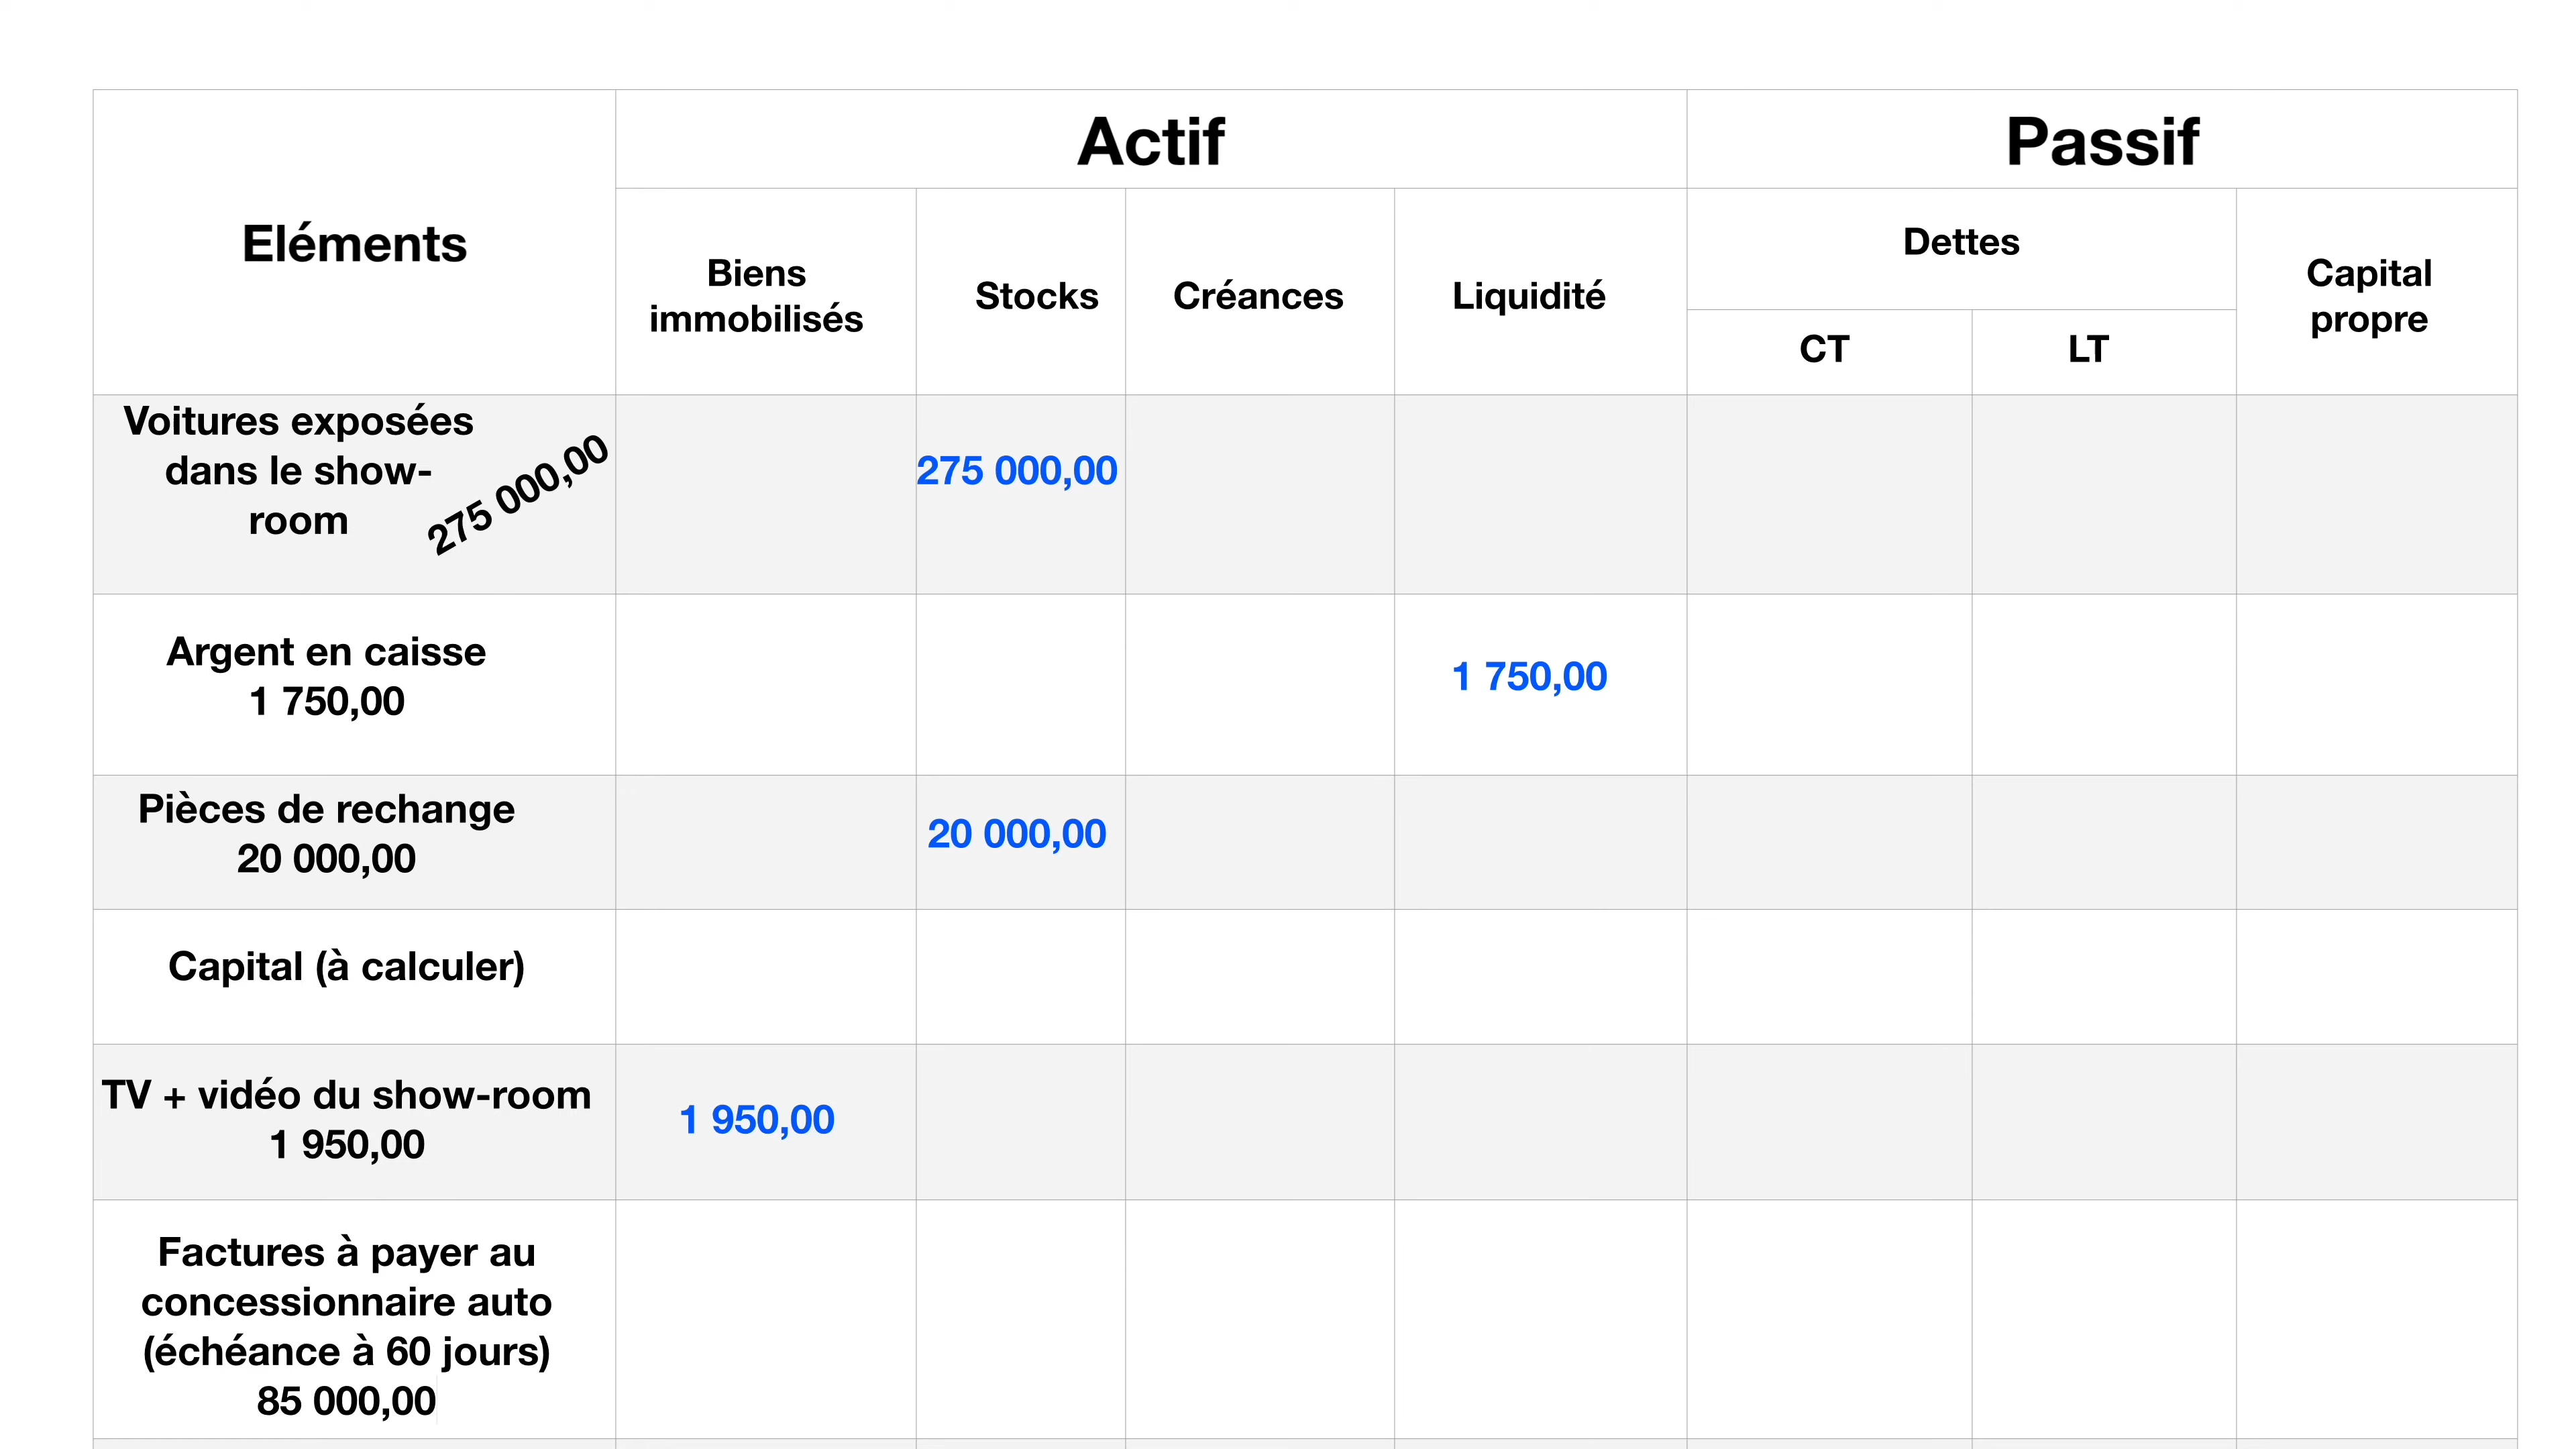 Eléments
Actif
Passif
Biens
immobilisés
Stocks
Créances
Liquidité
Dettes
CT
LT
Capital
propre
Voitures exposées
dans le show-
room
275 000,00
275 000,00
Argent en caisse
1 750,00
1 750,00
Pièces de rechange
20 000,00
20 000,00
Capital (à calculer)
TV + vidéo du show-room
1 950,00
1 950,00
Factures à payer au
concessionnaire auto
(échéance à 60 jours)
85 000,00